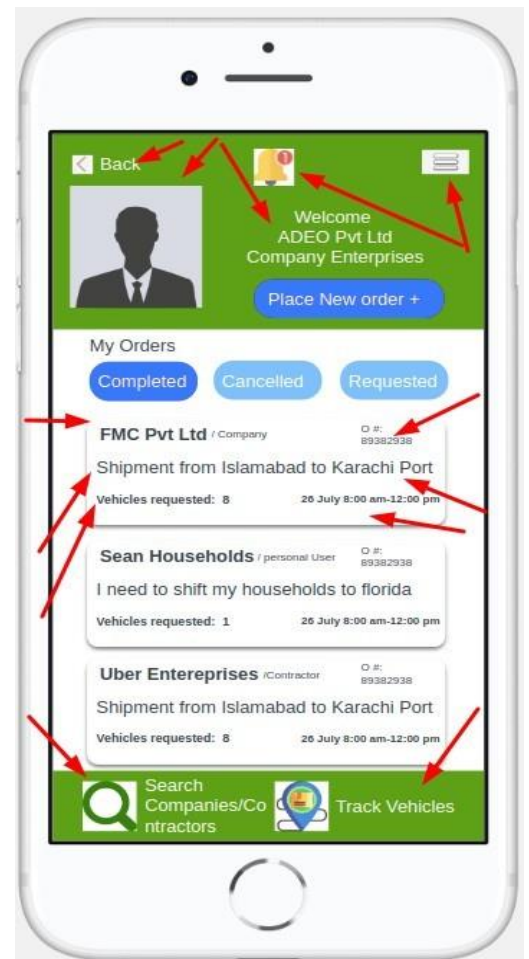 Back
1
Welcome
ADEO Pvt Ltd
Company Enterprises
Place New order +
My Orders
Completed Cancelled Requested
FMC Pvt Ltd / Company O #:
89382938
Shipment from Islamabad to Karachi Port
Vehicles requested: 8 26 July 8:00 am-12:00 pm
Sean Households / personal User O #:
89382938
I need to shift my households to florida
Vehicles requested: 1 26 July 8:00 am-12:00 pm
Uber Entereprises /Contractor O #:
89382938
Shipment from Islamabad to Karachi Port
Vehicles requested: 8 26 July 8:00 am-12:00 pm
Search
Companies/Co
ntractors
Track Vehicles